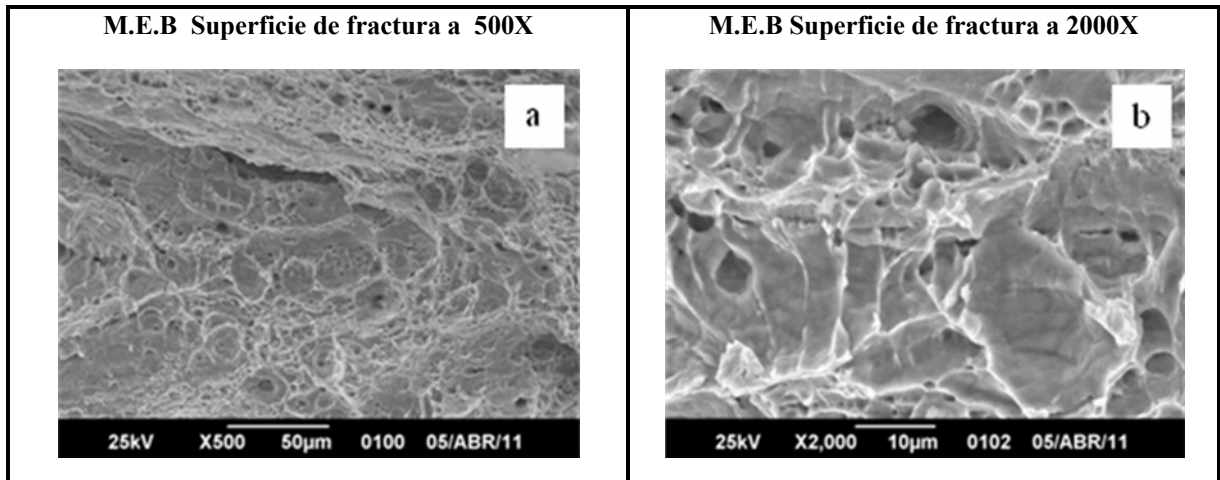 M.E.B Superficie de fractura a 500X
M.E.B Superficie de fractura a 2000X
a
b
25kV X500 50µm 0100 05/ABR/11
25kV X2,000 10µm 0102 05/ABR/11